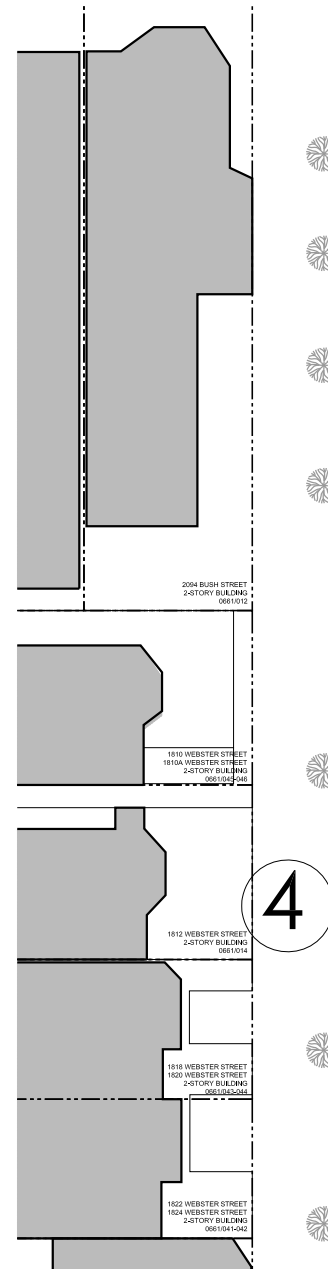 2094 BUSH STREET
2-STORY BUILDING
0661/012
1810 WEBSTER STREET
1810A WEBSTER STREET
2-STORY BUILDING
0661/045-046
4
1812 WEBSTER STREET
2-STORY BUILDING
0661/014
1818 WEBSTER STREET
1820 WEBSTER STREET
2-STORY BUILDING
0661/043-044
1822 WEBSTER STREET
1824 WEBSTER STREET
2-STORY BUILDING
0661/041-042